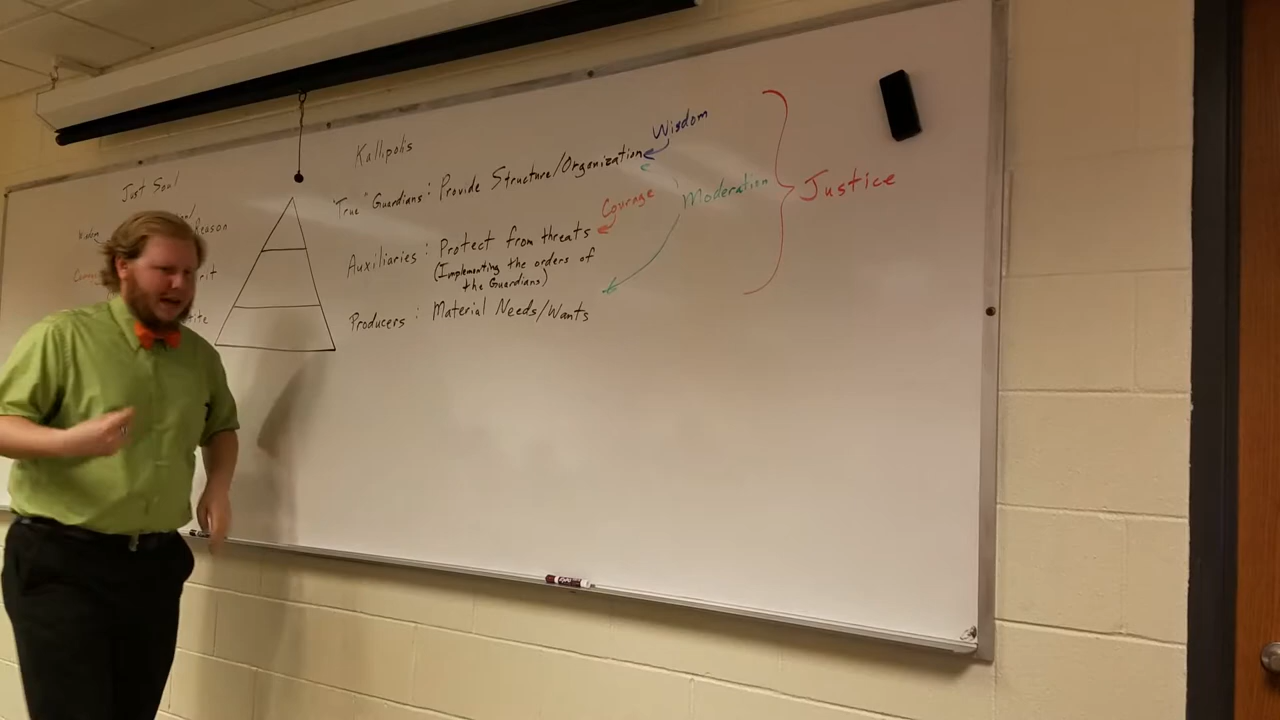 Just Soul
Reason
Wisdom
Kallipolis
"True" Guardians: Provide Structure/Organization
Wisdom
Auxiliaries: Protect from threats
(Implementing the orders of
the Guardians)
Courage
Producers: Material Needs/Wants
Moderation
Justice